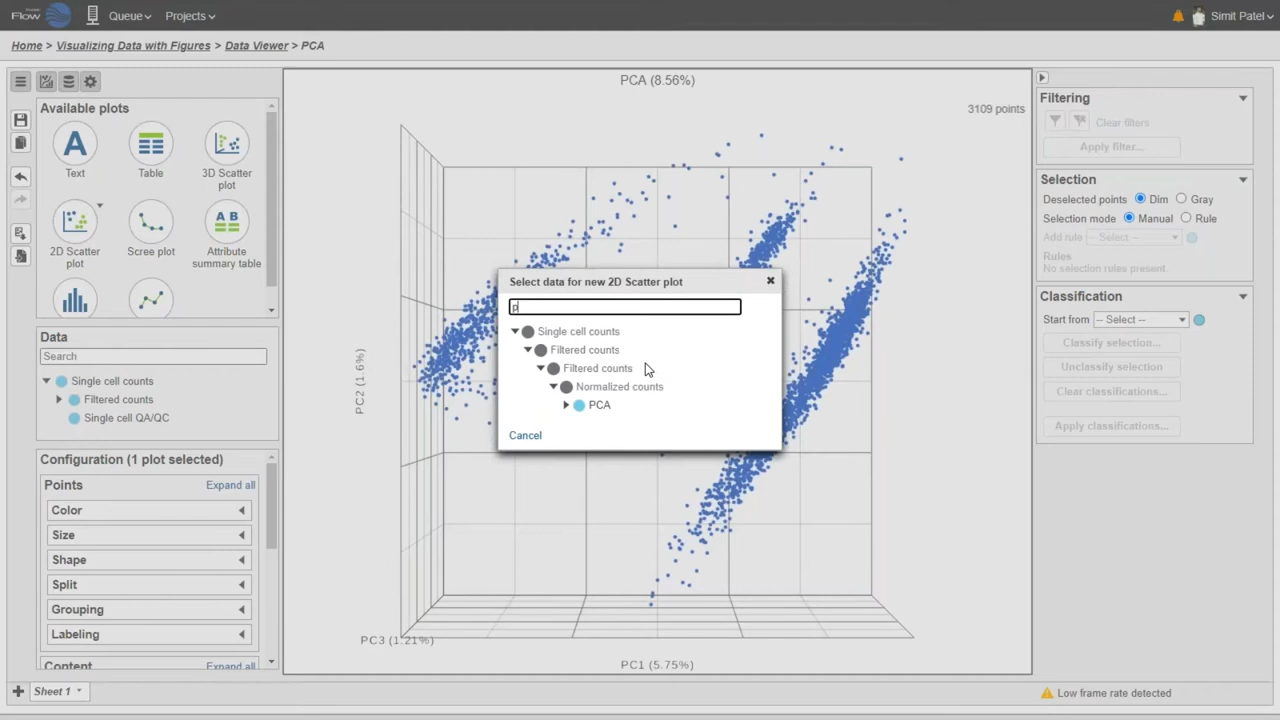 Flow
Queue
Projects
Simit Patel
Home > Visualizing Data with Figures > Data Viewer > PCA
Available plots
Text
Table
3D Scatter
plot
2D Scatter
plot
Scree plot
Attribute
summary table
Data
Search
Single cell counts
Filtered counts
Single cell QA/QC
Configuration (1 plot selected)
Points
Expand all
Color
Size
Shape
Split
Grouping
Labeling
Content
Expand all
Sheet 1
PCA (8.56%)
3109 points
PC2 (1.6%)
PC3 (1.21%)
PC1 (5.75%)
Select data for new 2D Scatter plot
p
Single cell counts
Filtered counts
Filtered counts
Normalized counts
PCA
Cancel
Filtering
Clear filters
Apply filter...
Selection
Deselected points Dim Gray
Selection mode Manual Rule
Add rule -- Select --
Rules
No selection rules present.
Classification
Start from -- Select --
Classify selection...
Unclassify selection
Clear classifications...
Apply classifications...
Low frame rate detected